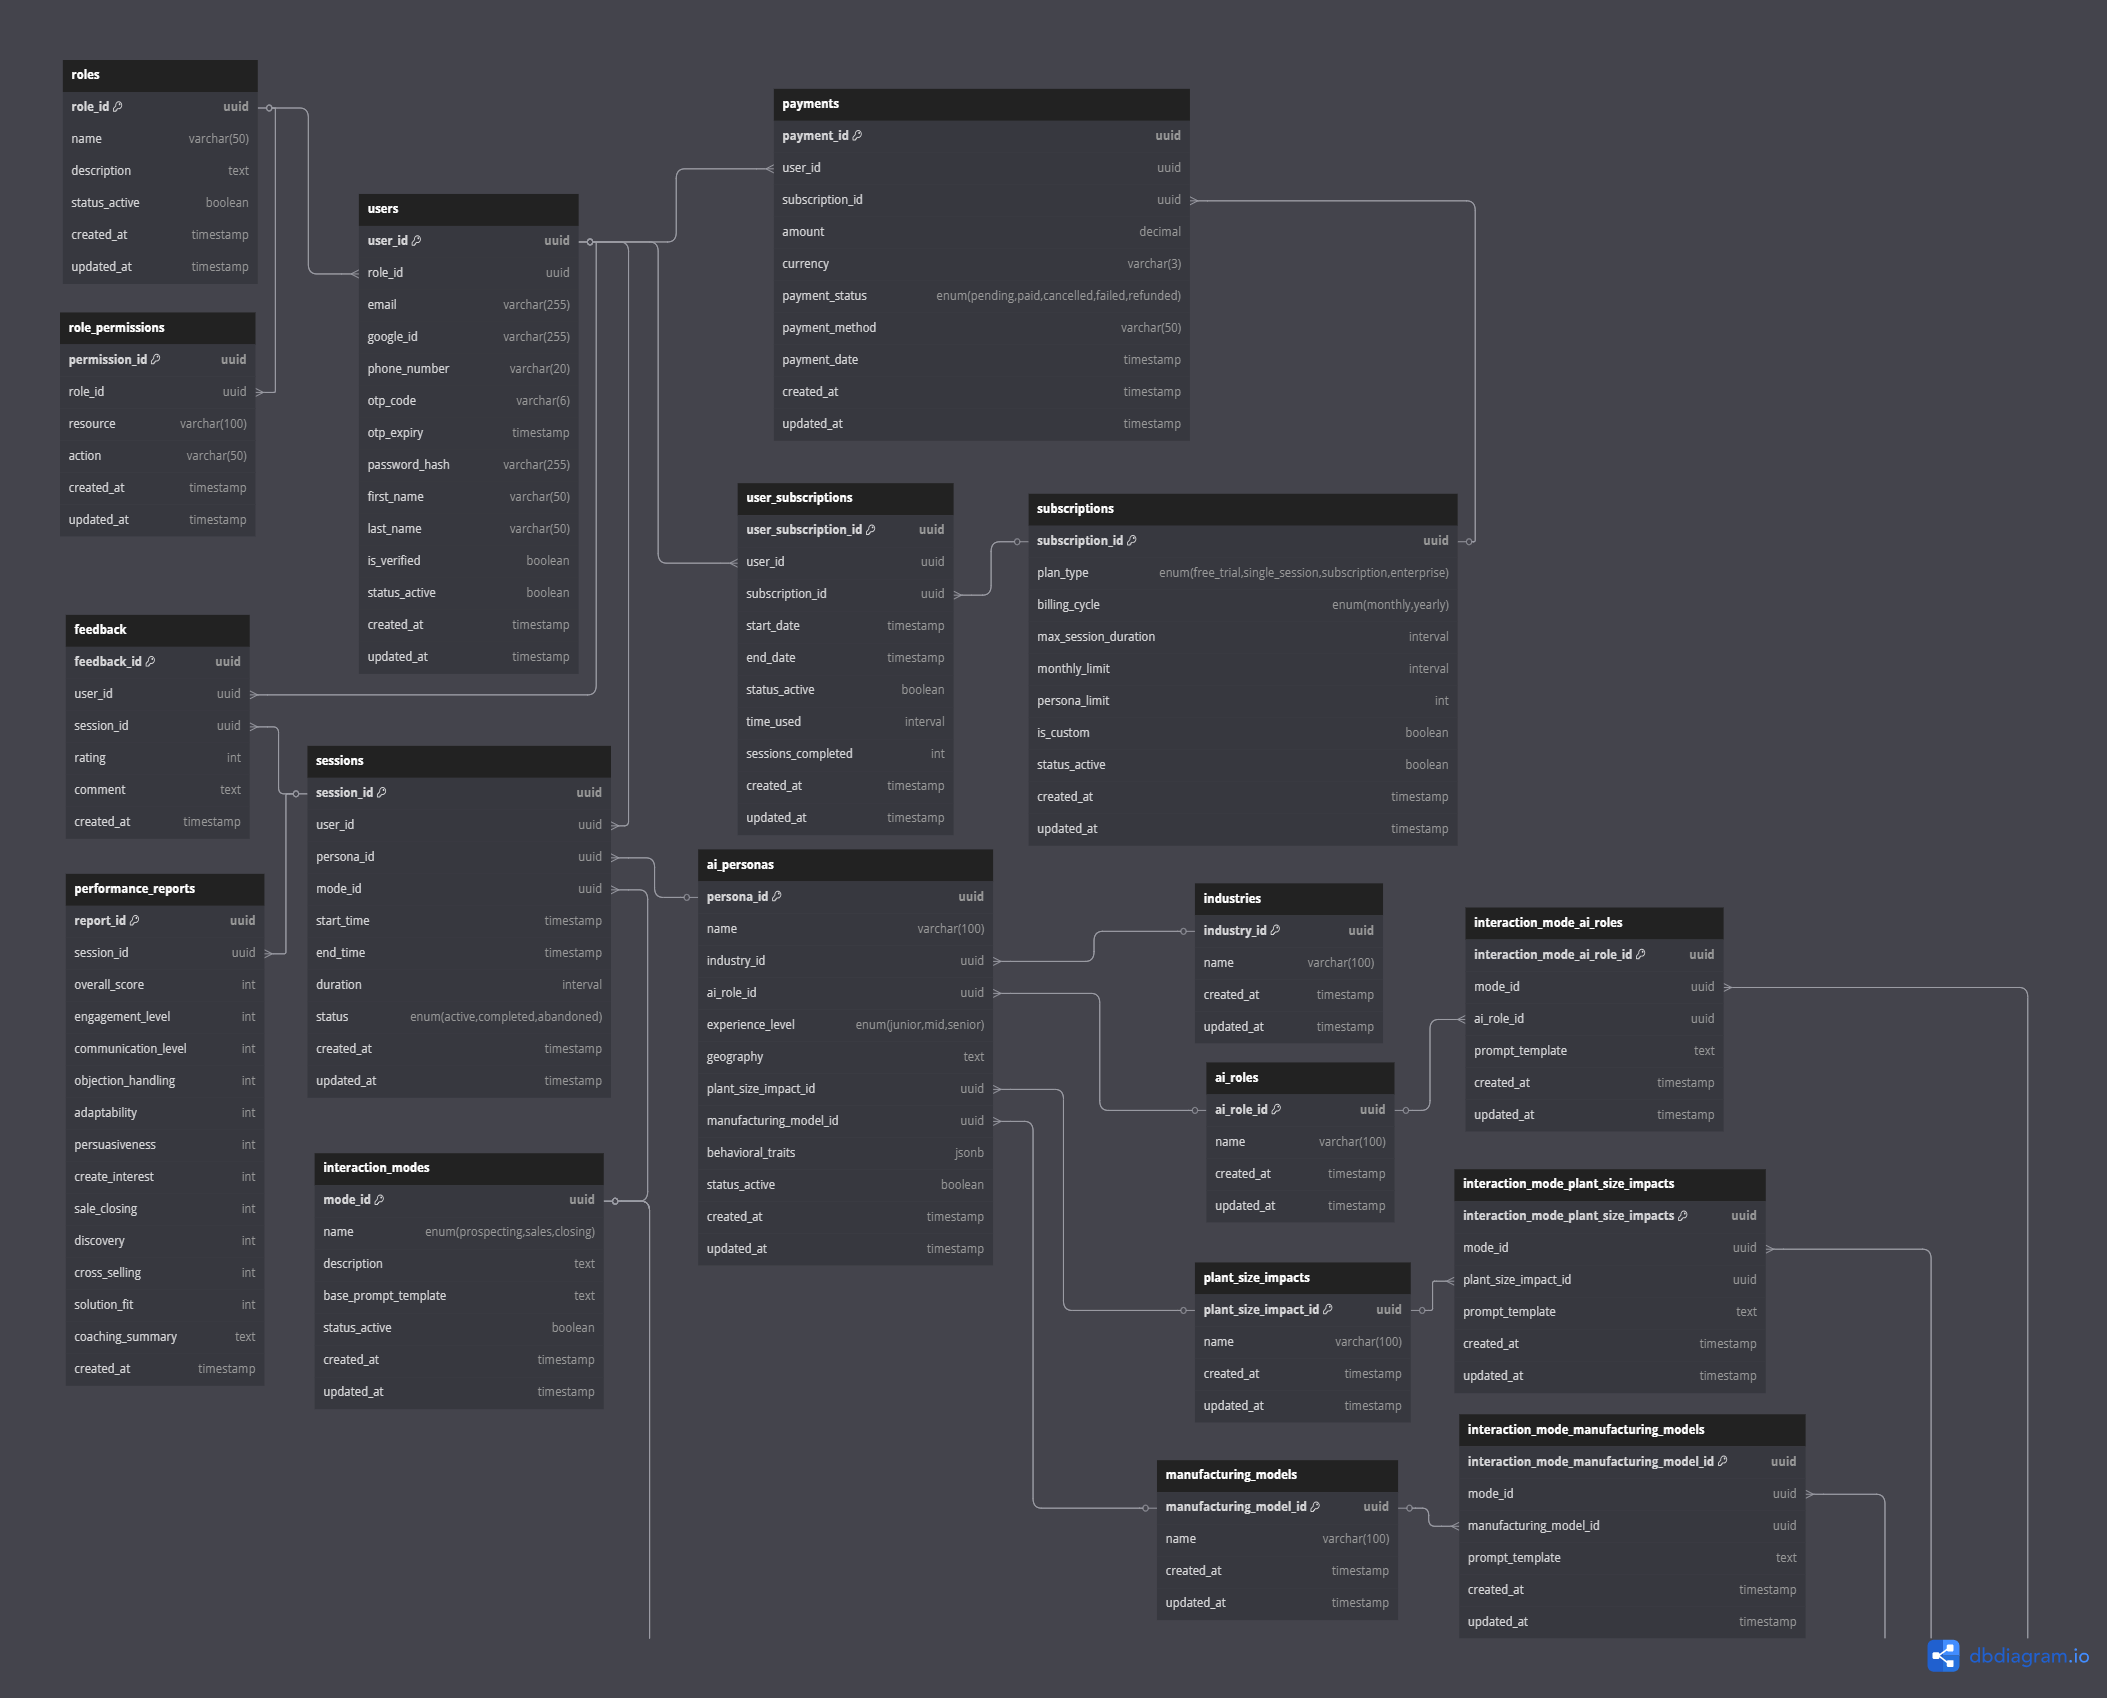 roles
role_id uuid
name varchar(50)
description text
status_active boolean
created_at timestamp
updated_at timestamp
role_permissions
permission_id uuid
role_id uuid
resource varchar(100)
action varchar(50)
created_at timestamp
updated_at timestamp
users
user_id uuid
role_id uuid
email varchar(255)
google_id varchar(255)
phone_number varchar(20)
otp_code varchar(6)
otp_expiry timestamp
password_hash varchar(255)
first_name varchar(50)
last_name varchar(50)
is_verified boolean
status_active boolean
created_at timestamp
updated_at timestamp
payments
payment_id uuid
user_id uuid
subscription_id uuid
amount decimal
currency varchar(3)
payment_status enum(pending,paid,cancelled,failed,refunded)
payment_method varchar(50)
payment_date timestamp
created_at timestamp
updated_at timestamp
user_subscriptions
user_subscription_id uuid
user_id uuid
subscription_id uuid
start_date timestamp
end_date timestamp
status_active boolean
time_used interval
sessions_completed int
created_at timestamp
updated_at timestamp
subscriptions
subscription_id uuid
plan_type enum(free_trial,single_session,subscription,enterprise)
billing_cycle enum(monthly,yearly)
max_session_duration interval
monthly_limit interval
persona_limit int
is_custom boolean
status_active boolean
created_at timestamp
updated_at timestamp
feedback
feedback_id uuid
user_id uuid
session_id uuid
rating int
comment text
created_at timestamp
sessions
session_id uuid
user_id uuid
persona_id uuid
mode_id uuid
start_time timestamp
end_time timestamp
duration interval
status enum(active,completed,abandoned)
created_at timestamp
updated_at timestamp
performance_reports
report_id uuid
session_id uuid
overall_score int
engagement_level int
communication_level int
objection_handling int
adaptability int
persuasiveness int
create_interest int
sale_closing int
discovery int
cross_selling int
solution_fit int
coaching_summary text
created_at timestamp
interaction_modes
mode_id uuid
name enum(prospecting,sales,closing)
description text
base_prompt_template text
status_active boolean
created_at timestamp
updated_at timestamp
ai_personas
persona_id uuid
name varchar(100)
industry_id uuid
ai_role_id uuid
experience_level enum(junior,mid,senior)
geography text
plant_size_impact_id uuid
manufacturing_model_id uuid
behavioral_traits jsonb
status_active boolean
created_at timestamp
updated_at timestamp
industries
industry_id uuid
name varchar(100)
created_at timestamp
updated_at timestamp
ai_roles
ai_role_id uuid
name varchar(100)
created_at timestamp
updated_at timestamp
interaction_mode_ai_roles
interaction_mode_ai_role_id uuid
mode_id uuid
ai_role_id uuid
prompt_template text
created_at timestamp
updated_at timestamp
interaction_mode_plant_size_impacts
interaction_mode_plant_size_impacts uuid
mode_id uuid
plant_size_impact_id uuid
prompt_template text
created_at timestamp
updated_at timestamp
plant_size_impacts
plant_size_impact_id uuid
name varchar(100)
created_at timestamp
updated_at timestamp
manufacturing_models
manufacturing_model_id uuid
name varchar(100)
created_at timestamp
updated_at timestamp
interaction_mode_manufacturing_models
interaction_mode_manufacturing_model_id uuid
mode_id uuid
manufacturing_model_id uuid
prompt_template text
created_at timestamp
updated_at timestamp
dbdiagram.io